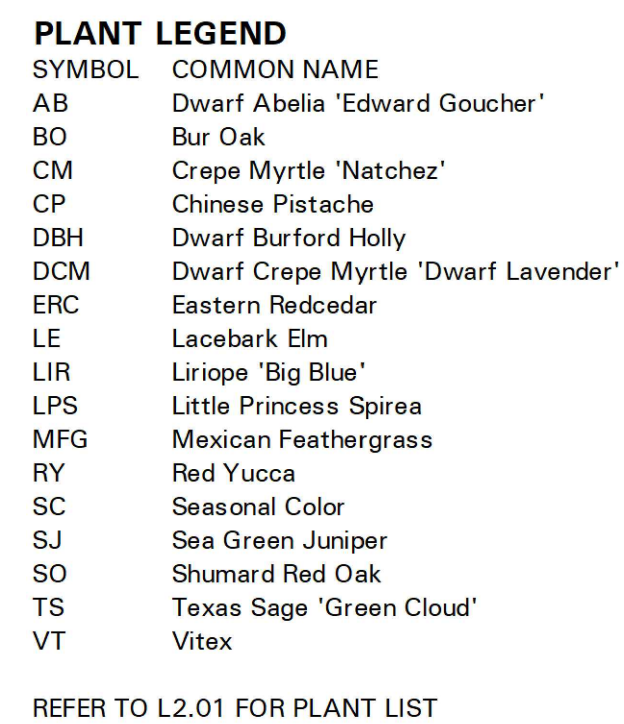 PLANT LEGEND
SYMBOL COMMON NAME
AB Dwarf Abelia 'Edward Goucher'
BO Bur Oak
CM Crepe Myrtle 'Natchez'
CP Chinese Pistache
DBH Dwarf Burford Holly
DCM Dwarf Crepe Myrtle 'Dwarf Lavender'
ERC Eastern Redcedar
LE Lacebark Elm
LIR Liriope 'Big Blue'
LPS Little Princess Spirea
MFG Mexican Feathergrass
RY Red Yucca
SC Seasonal Color
SJ Sea Green Juniper
SO Shumard Red Oak
TS Texas Sage 'Green Cloud'
VT Vitex
REFER TO L2.01 FOR PLANT LIST